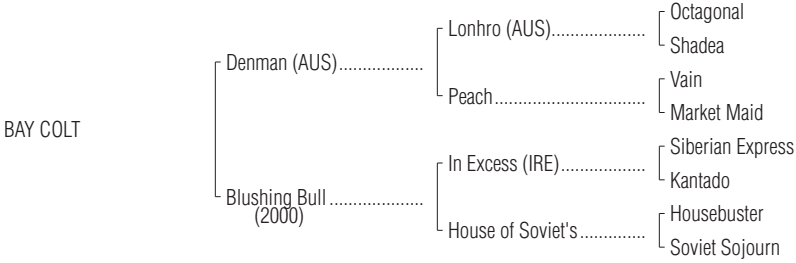 Octagonal
Lonhro (AUS)....................
Shadea
Denman (AUS)..................
Vain
Peach................................
Market Maid
BAY COLT
Siberian Express
In Excess (IRE)..................
Kantado
Blushing Bull ....................
(2000)
Housebuster
House of Soviet's..............
Soviet Sojourn